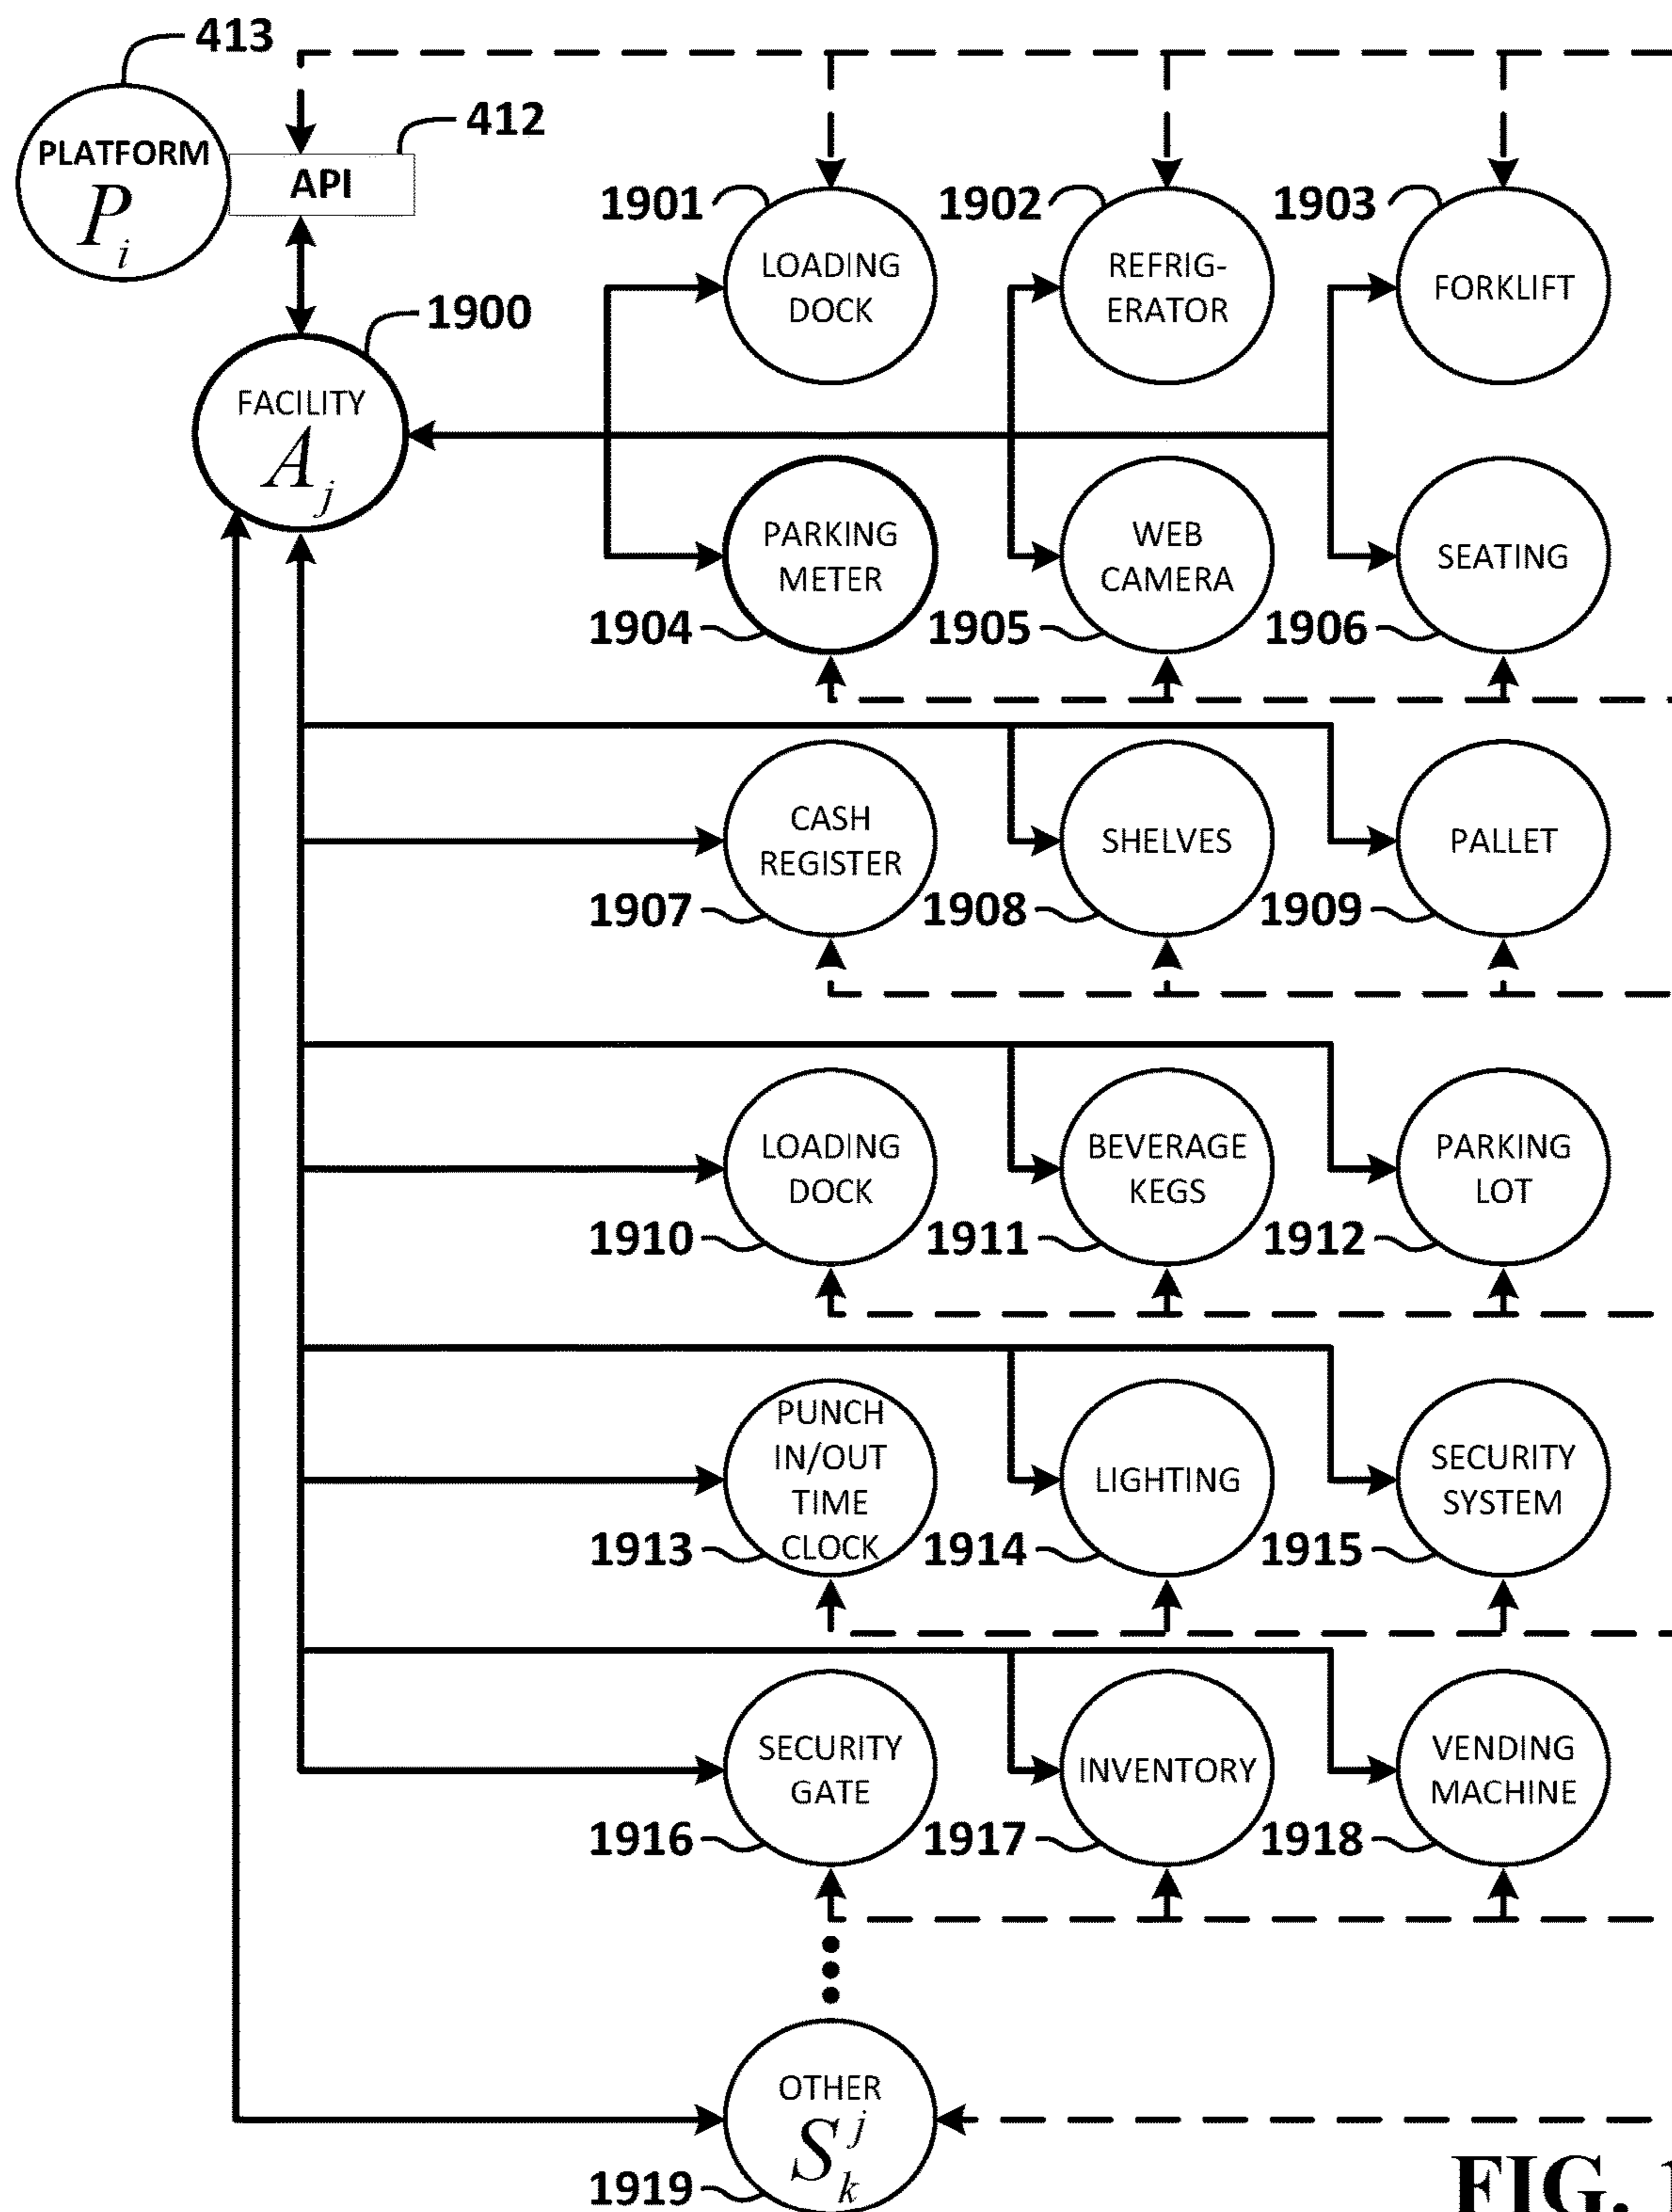 413
PLATFORM
P i
412
API
1900
FACILITY
A j
1901
LOADING
DOCK
1902
REFRIG-
ERATOR
1903
FORKLIFT
PARKING
METER
1904
WEB
CAMERA
1905
SEATING
1906
CASH
REGISTER
1907
SHELVES
1908
PALLET
1909
LOADING
DOCK
1910
BEVERAGE
KEGS
1911
PARKING
LOT
1912
PUNCH
IN/OUT
TIME
CLOCK
1913
LIGHTING
1914
SECURITY
SYSTEM
1915
SECURITY
GATE
1916
INVENTORY
1917
VENDING
MACHINE
1918
OTHER
S j k
1919
FIG.